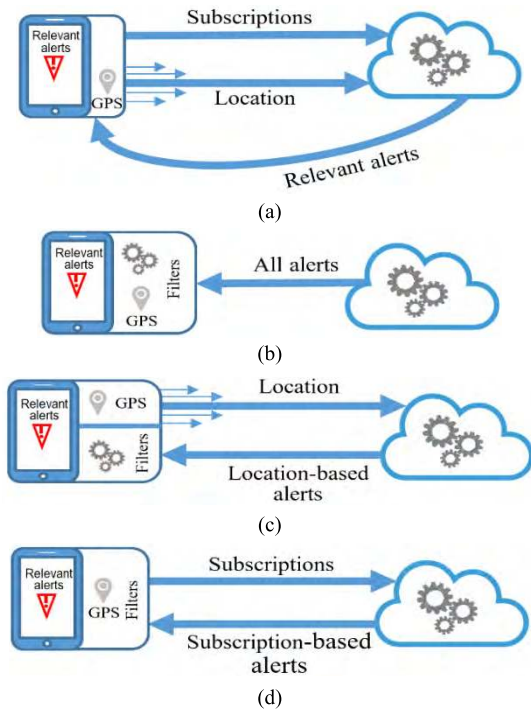 Subscriptions
Relevant
alerts
GPS
Location
Relevant alerts
(a)
Relevant
alerts
GPS
Filters
All alerts
(b)
Relevant
alerts
GPS
Filters
Location
Location-based
alerts
(c)
Relevant
alerts
GPS
Filters
Subscriptions
Subscription-based
alerts
(d)